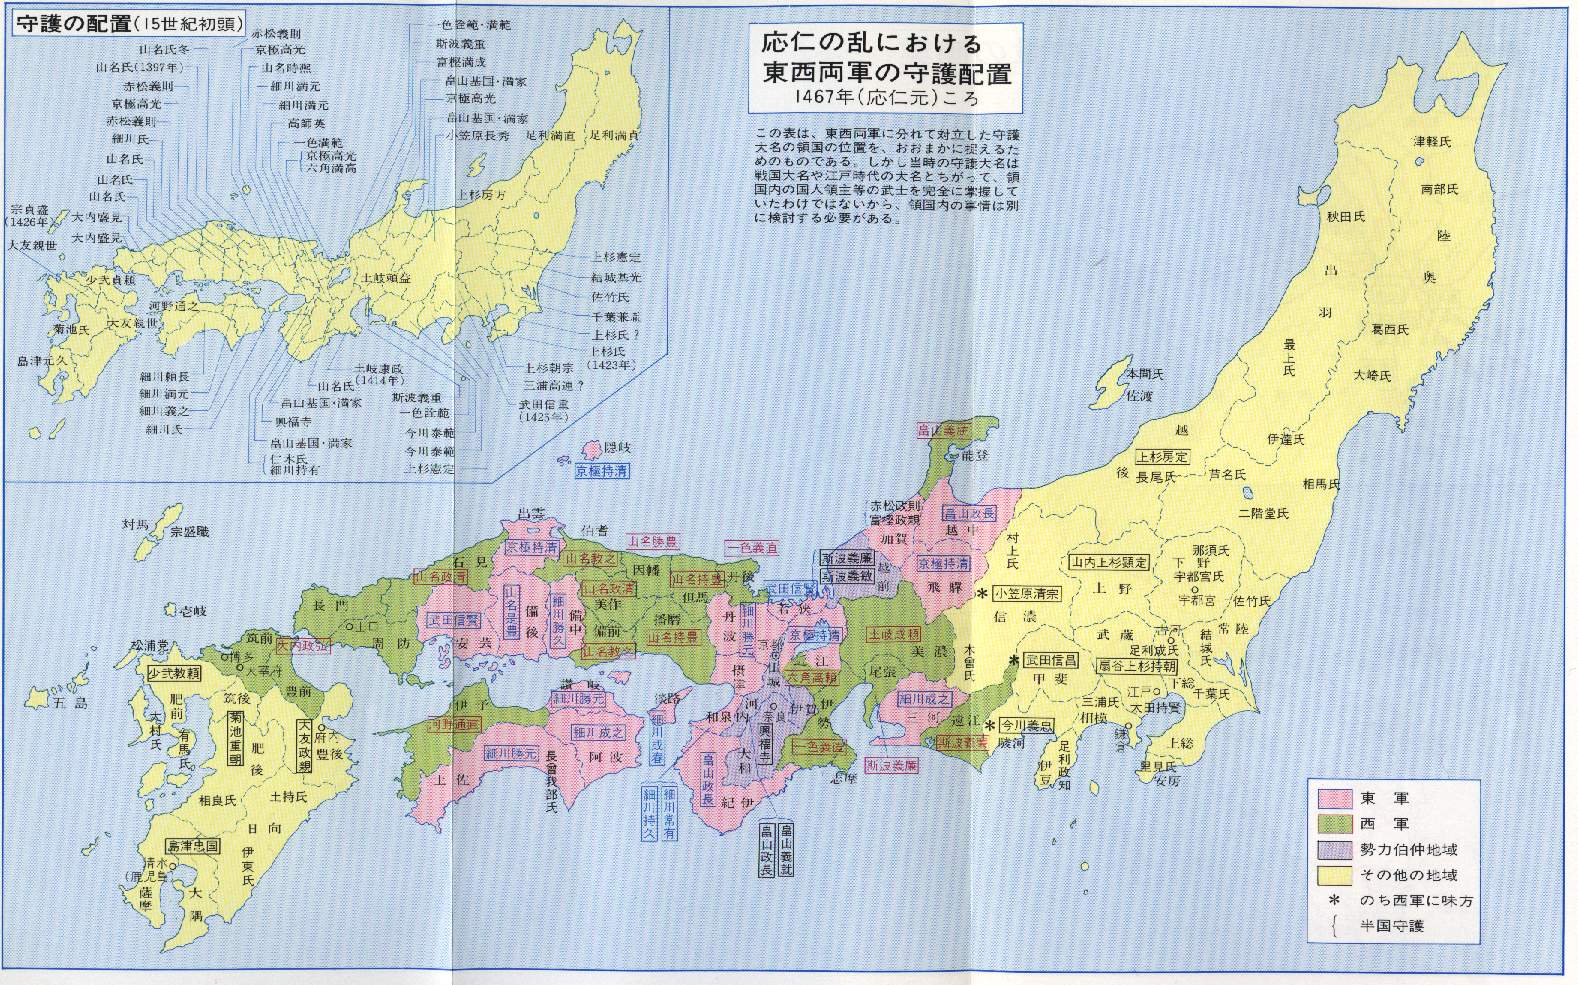 守護の配置(15世紀初頭)
赤松義則
山名氏冬
京極高光
山名氏(1397年)
山名時熙
赤松義則
細川満元
京極高光
細川満元
赤松義則
高師英
細川氏
一色満範
山名氏
京極高光
六角満高
山名氏
山名氏
大内盛見
大内盛見
宗貞盛
(1426年)
大友親世
少弐貞頼
河野通之
菊池氏
大友親世
島津元久
一色詮範・満範
斯波義重
富樫満成
畠山基国・満家
京極高光
畠山基国・満家
小笠原長秀
足利満直
足利満貞
上杉房方
土岐頼益
上杉憲定
結城基光
佐竹氏
千葉兼胤
上杉氏?
上杉氏
(1423年)
上杉朝宗
三浦高連?
武田信重
(1425年)
細川頼長
細川満元
細川義之
細川氏
土岐康政
(1414年)
山名氏
畠山基国・満家
興福寺
畠山基国・満家
仁木氏
細川持有
斯波義重
一色詮範
今川泰範
今川泰範
上杉憲定
応仁の乱における
東西両軍の守護配置
1467年(応仁元)ころ
この表は、東西両軍に分れて対立した守護
大名の領国の位置を、おおまかに捉えるた
めのものである。しかし当時の守護大名は
戦国大名や江戸時代の大名とちがって、領
国内の国人領主等の武士を完全に掌握して
いたわけではないから、領国内の事情は別
に検討する必要がある。
津軽氏
南部氏
秋田氏
陸
奥
出
羽
葛西氏
最上氏
大崎氏
伊達氏
本間氏
佐渡
越
後
上杉房定
長尾氏
芦名氏
相馬氏
二階堂氏
畠山義統
能登
隠岐
京極持清
赤松政則
富樫政親
加賀
畠山政長
越中
村上氏
京極持清
飛騨
斯波義廉
斯波義敏
越前
山内上杉顕定
上野
那須氏
下野
宇都宮氏
宇都宮
佐竹氏
常陸
小笠原清宗
信濃
武蔵
古河
足利成氏
結城氏
扇谷上杉持朝
下総
千葉氏
武田信昌
甲斐
木曽氏
江戸
太田持資
三浦氏
相模
鎌倉
上総
里見氏
安房
足利政知
伊豆
今川義忠
駿河
遠江
斯波義廉
細川成之
三河
斯波義廉
尾張
土岐成頼
美濃
対馬
宗盛職
壱岐
松浦党
五島
出雲
京極持清
伯耆
山名教之
山名勝豊
因幡
一色義直
丹後
山名持豊
但馬
武田信賢
若狭
石見
山名政清
山名政清
美作
播磨
山名持豊
備前
山名教之
長門
山口
周防
武田信賢
安芸
山名是豊
備後
細川勝久
備中
丹波
細川勝元
京都
山城
京極持清
近江
六角高頼
摂津
筑前
博多
大宰府
大内政弘
豊前
少弐教頼
肥前
筑後
大村氏
有馬氏
菊池重朝
肥後
大友政親
府
豊後
大
相良氏
土持氏
日向
伊東氏
島津忠国
清水
(鹿児島)
薩摩
大隅
伊予
河野通直
讃岐
細川勝元
細川成之
阿波
細川勝元
土佐
長曽我部氏
淡路
細川成春
和泉
河内
奈良
興福寺
大和
伊賀
伊勢
一色義直
志摩
畠山政長
紀伊
細川持久
細川常有
畠山政長
畠山義就
東軍
西軍
勢力伯仲地域
その他の地域
* のち西軍に味方
{ 半国守護